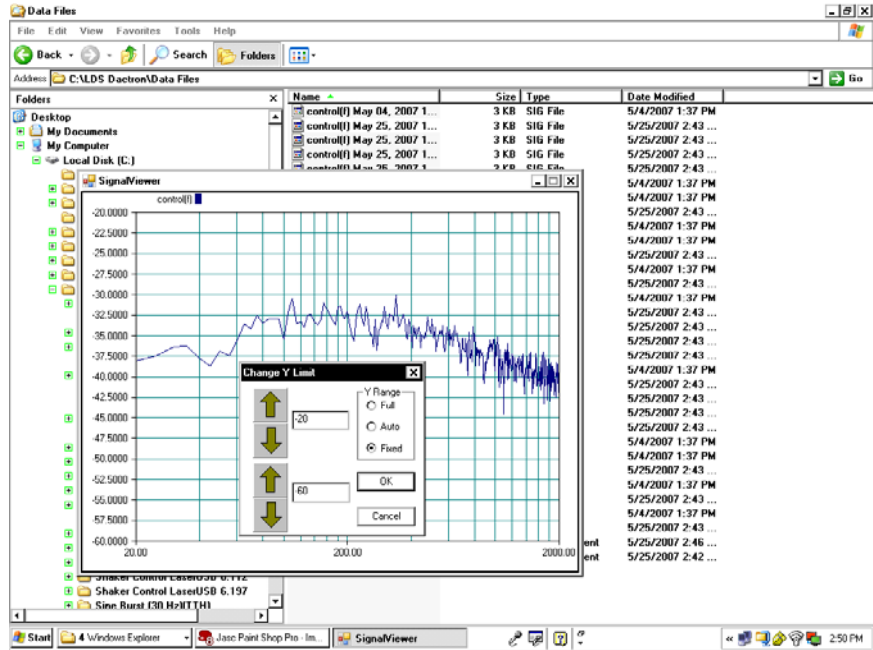 Data Files
File Edit View Favorites Tools Help
Back Search Folders
Address C:\LDS Dactron\Data Files Go
Folders x Name Size Type Date Modified
Desktop
My Documents
My Computer
Local Disk (C:)
control(f) May 04, 2007 1... 3 KB SIG File 5/4/2007 1:37 PM
control(f) May 25, 2007 1... 3 KB SIG File 5/25/2007 2:43 ...
control(f) May 25, 2007 1... 3 KB SIG File 5/25/2007 2:43 ...
control(f) May 25, 2007 1... 3 KB SIG File 5/25/2007 2:43 ...
control(f) May 25, 2007 1... 3 KB SIG File 5/25/2007 2:43 ...
5/4/2007 1:37 PM
5/4/2007 1:37 PM
5/25/2007 2:43 ...
5/4/2007 1:37 PM
5/4/2007 1:37 PM
5/25/2007 2:43 ...
5/4/2007 1:37 PM
5/25/2007 2:43 ...
5/4/2007 1:37 PM
5/25/2007 2:43 ...
5/25/2007 2:43 ...
5/25/2007 2:43 ...
5/25/2007 2:43 ...
5/4/2007 1:37 PM
5/25/2007 2:43 ...
5/25/2007 2:43 ...
5/25/2007 2:43 ...
5/25/2007 2:43 ...
5/4/2007 1:37 PM
5/4/2007 1:37 PM
5/25/2007 2:43 ...
5/4/2007 1:37 PM
5/25/2007 2:43 ...
5/4/2007 1:37 PM
5/25/2007 2:43 ...
ent 5/25/2007 2:46 ...
ent 5/25/2007 2:42 ...
SignalViewer
control(f)
-20.0000
-22.5000
-25.0000
-27.5000
-30.0000
-32.5000
-35.0000
-37.5000
-40.0000
-42.5000
-45.0000
-47.5000
-50.0000
-52.5000
-55.0000
-57.5000
-60.0000
20.00 200.00 2000.00
Change Y Limit
-20
-60
Y Range
Full
Auto
Fixed
OK
Cancel
Shaker Control LaserUSB 6.112
Shaker Control LaserUSB 6.197
Sine Burst (30 Hz)(TTH)
Start 4 Windows Explorer Jasc Paint Shop Pro - Im... SignalViewer 2:50 PM